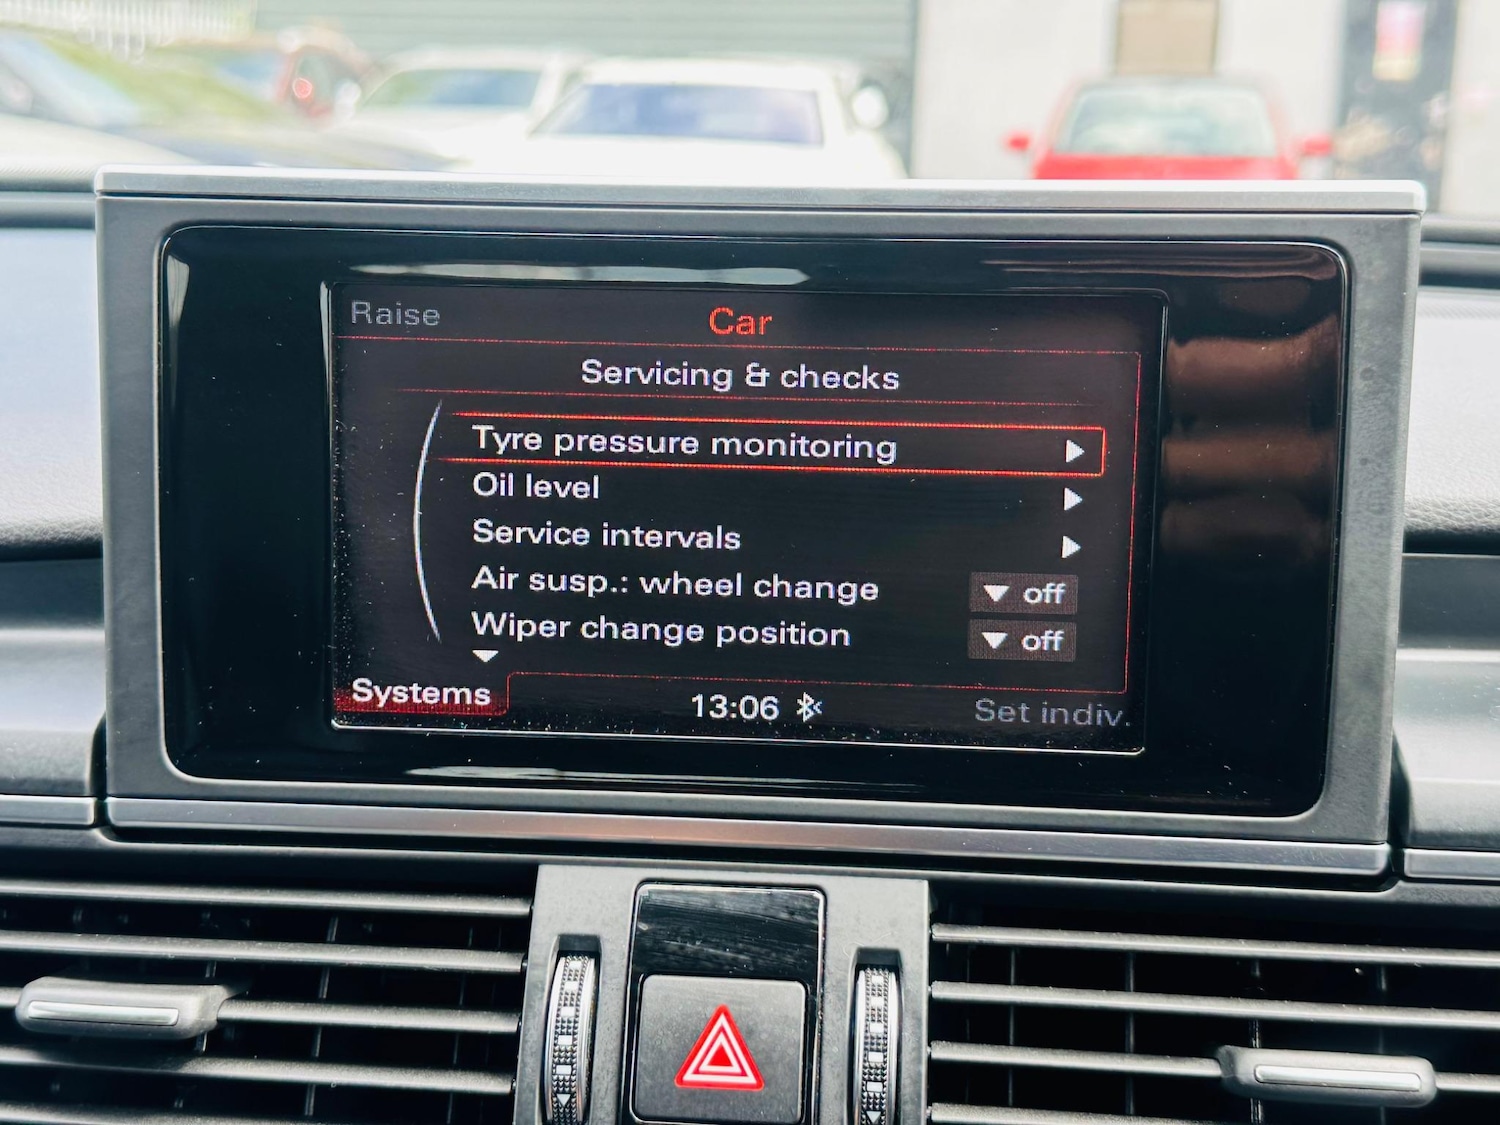 Raise
Car
Servicing & checks
Tyre pressure monitoring
Oil level
Service intervals
Air susp.: wheel change
off
Wiper change position
off
Systems
13:06
Set indiv.